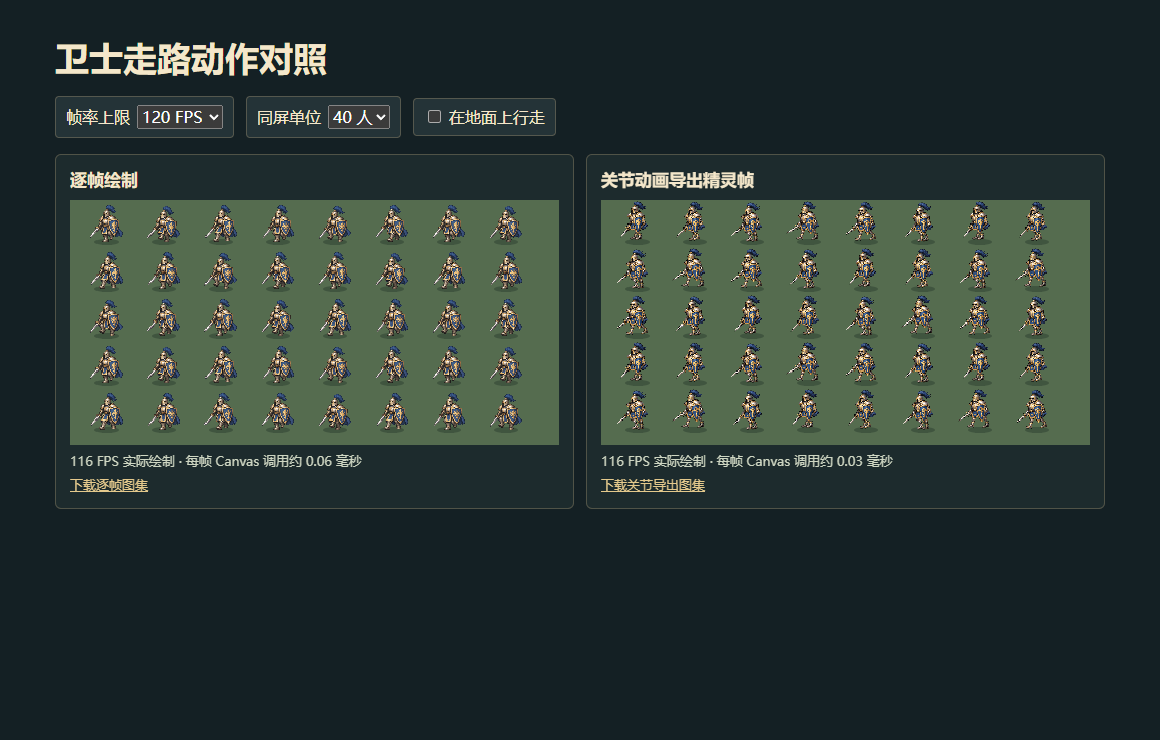 卫士走路动作对照
帧率上限 120 FPS 同屏单位 40 人 在地面上行走
逐帧绘制
116 FPS 实际绘制 · 每帧 Canvas 调用约 0.06 毫秒
下载逐帧图集
关节动画导出精灵帧
116 FPS 实际绘制 · 每帧 Canvas 调用约 0.03 毫秒
下载关节导出图集